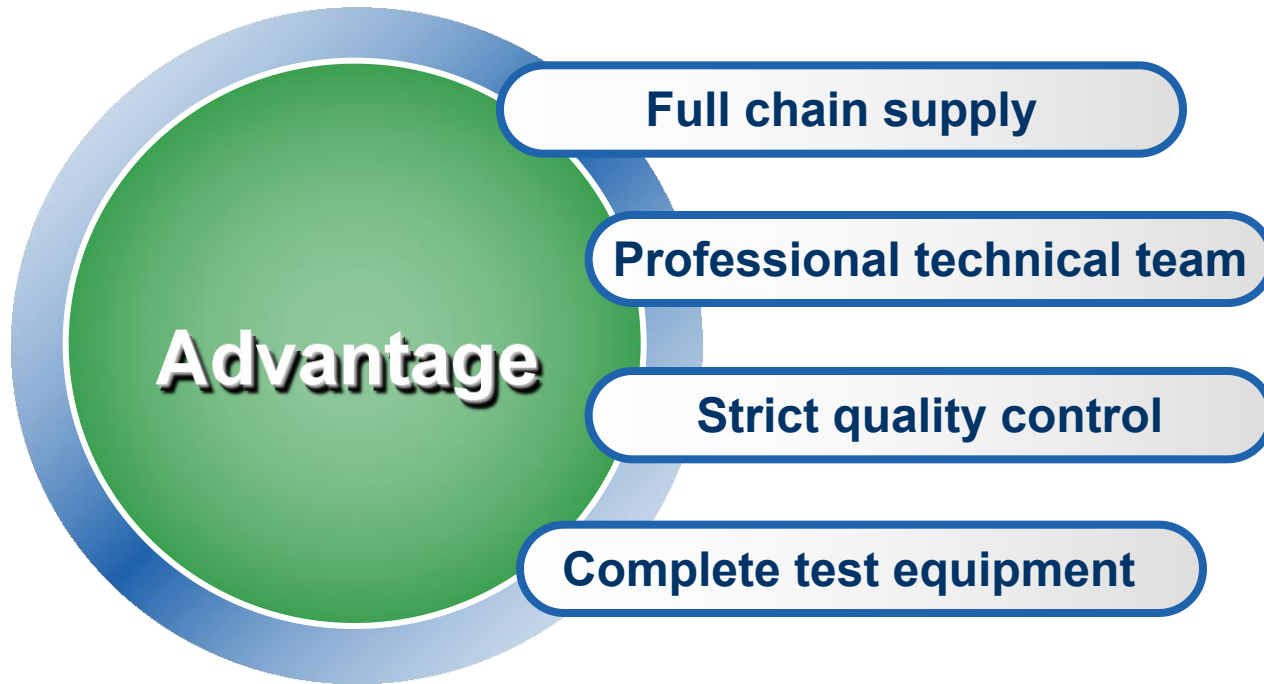 Full chain supply
Professional technical team
Advantage
Strict quality control
Complete test equipment